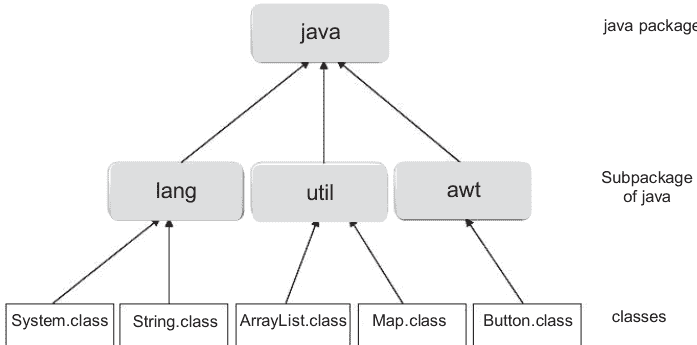 java
java package
lang
util
awt
Subpackage
of java
System.class
String.class
ArrayList.class
Map.class
Button.class
classes